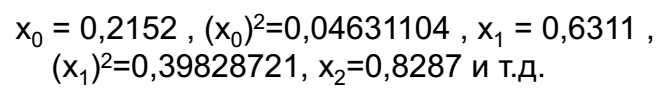 x₀ = 0,2152 , (x₀)²=0,04631104 , x₁ = 0,6311 ,
(x₁)²=0,39828721, x₂=0,8287 и т.д.